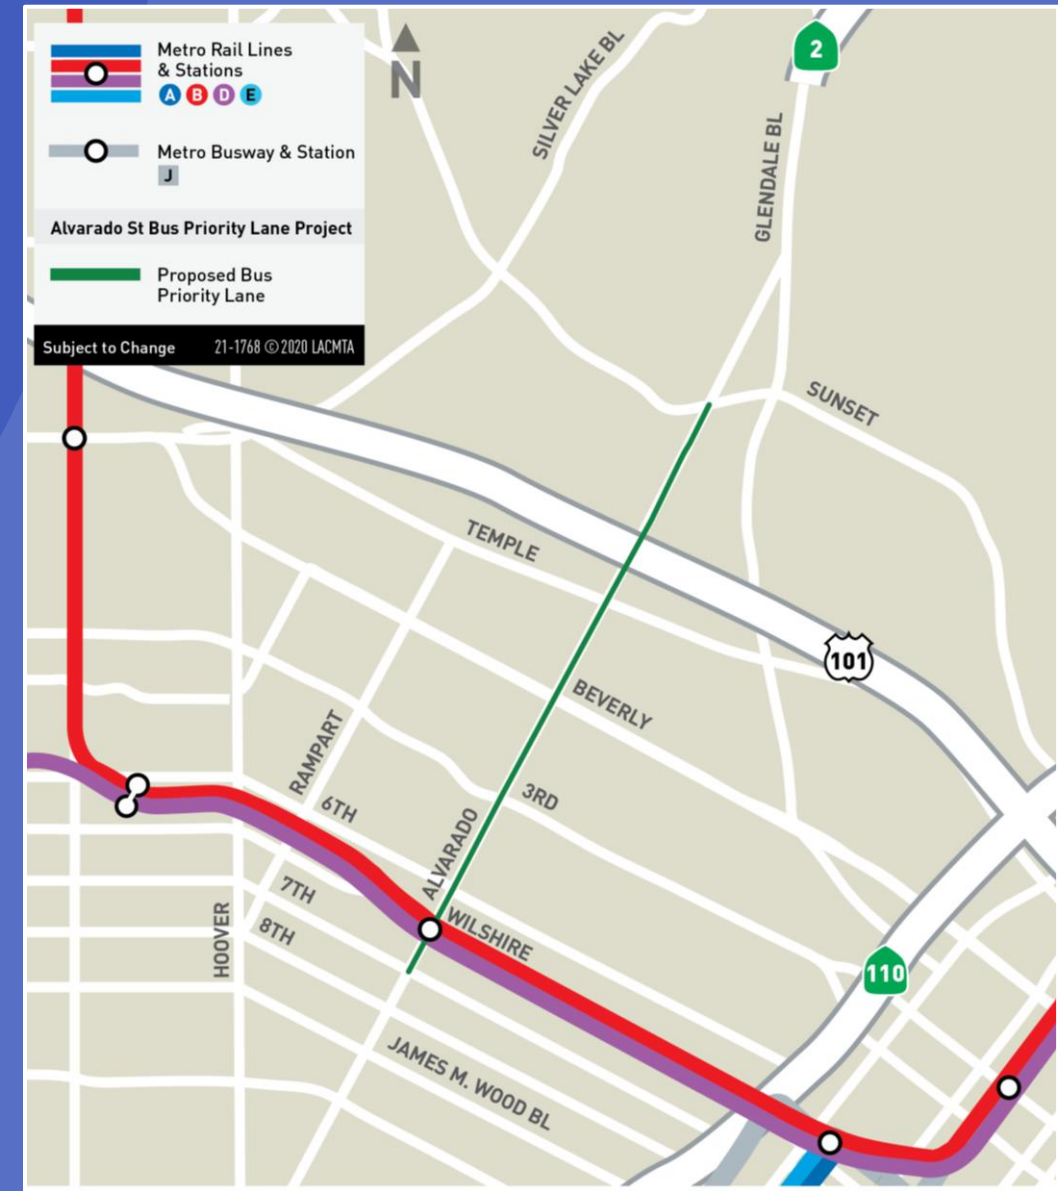 Metro Rail Lines
& Stations
A B D E
Metro Busway & Station
J
Alvarado St Bus Priority Lane Project
Proposed Bus
Priority Lane
Subject to Change 21-1768 © 2020 LACMTA
N
SILVER LAKE BL
2
GLENDALE BL
SUNSET
TEMPLE
101
BEVERLY
RAMPART
3RD
6TH
ALVARADO
7TH
WILSHIRE
8TH
HOOVER
110
JAMES M. WOOD BL